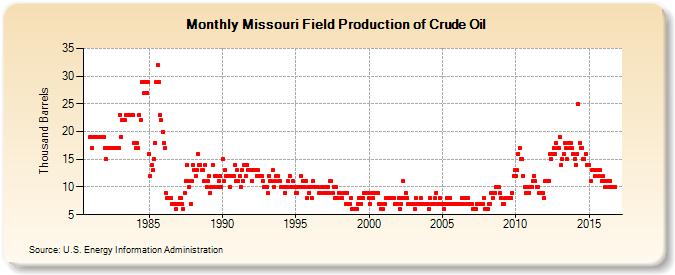 Monthly Missouri Field Production of Crude Oil
Thousand Barrels
35
30
25
20
15
10
5
1985 1990 1995 2000 2005 2010 2015
Source: U.S. Energy Information Administration